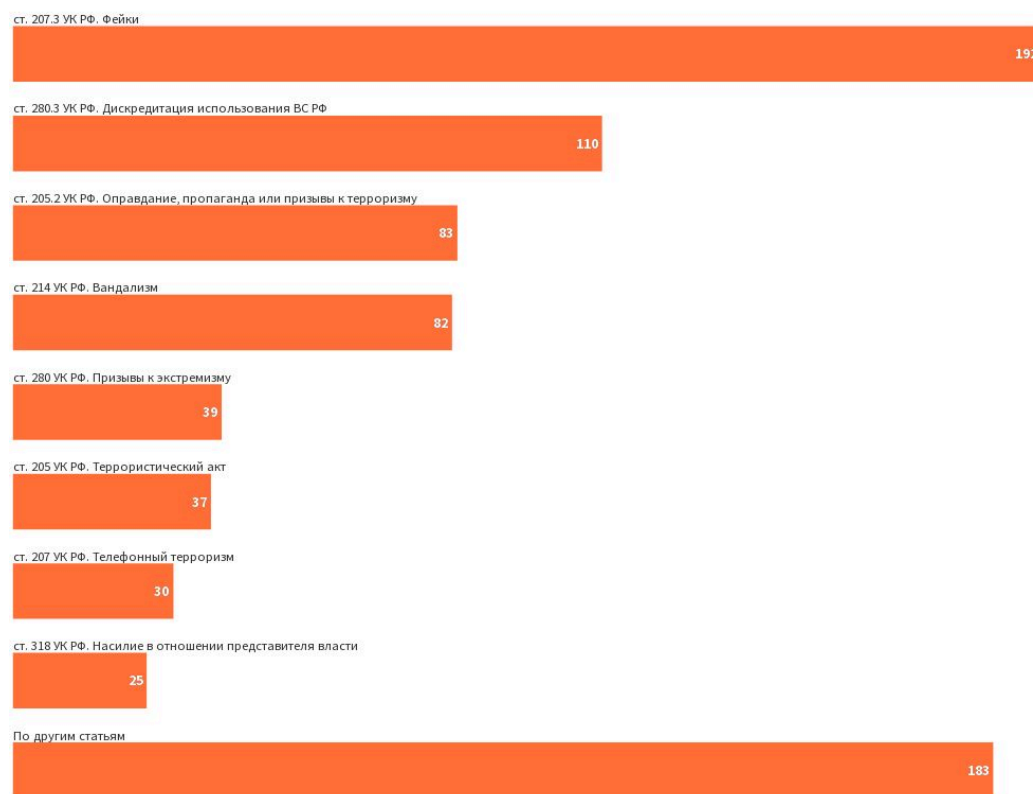 ст. 207.3 УК РФ. Фейки
ст. 280.3 УК РФ. Дискредитация использования ВС РФ
110
ст. 205.2 УК РФ. Оправдание, пропаганда или призывы к терроризму
83
ст. 214 УК РФ. Вандализм
82
ст. 280 УК РФ. Призывы к экстремизму
39
ст. 205 УК РФ. Террористический акт
37
ст. 207 УК РФ. Телефонный терроризм
30
ст. 318 УК РФ. Насилие в отношении представителя власти
25
По другим статьям
183